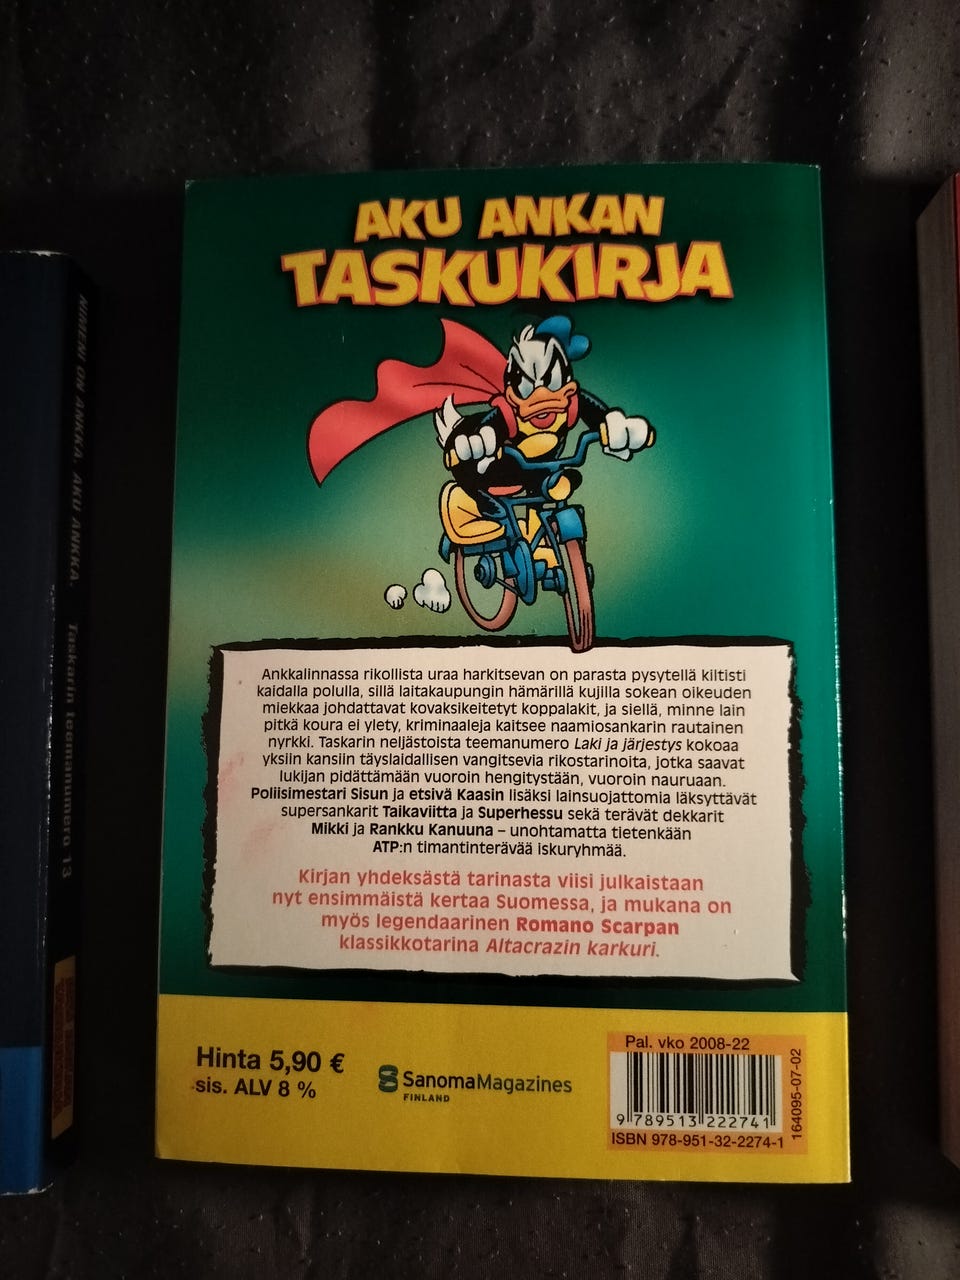 AKU ANKAN
TASKUKIRJA
Ankkalinnassa rikollista uraa harkitsevan on parasta pysytellä kiltisti
kaidalla polulla, sillä laitakaupungin hämärillä kujilla sokean oikeuden
miekkaa johdattavat kovaksikeitetyt koppalakit, ja siellä, minne lain
pitkä koura ei ylety, kriminaaleja kaitsee naamiosankarin rautainen
nyrkki. Taskarin neljästoista teemanumero Laki ja järjestys kokoaa
yksiin kansiin täyslaidallisen vangitsevia rikostarinoita, jotka saavat
lukijan pidättämään vuoroin hengitystään, vuoroin nauruaan.
Poliisimestari Sisun ja etsivä Kaasin lisäksi lainsuojattomia läksyttävät
supersankarit Taikaviitta ja Superhessu sekä terävät dekkarit
Mikki ja Rankku Kanuuna – unohtamatta tietenkään
ATP:n timantinterävää iskuryhmää.
Kirjan yhdeksästä tarinasta viisi julkaistaan
nyt ensimmäistä kertaa Suomessa, ja mukana on
myös legendaarinen Romano Scarpan
klassikkotarina Altacrazin karkuri.
Hinta 5,90 €
sis. ALV 8 %
SanomaMagazines
FINLAND
Pal. vko 2008-22
9 789513 222741
ISBN 978-951-32-2274-1
164095-07-02
NIMENI ON ANKKA. AKU ANKKA. Taskarin teemanumero 13